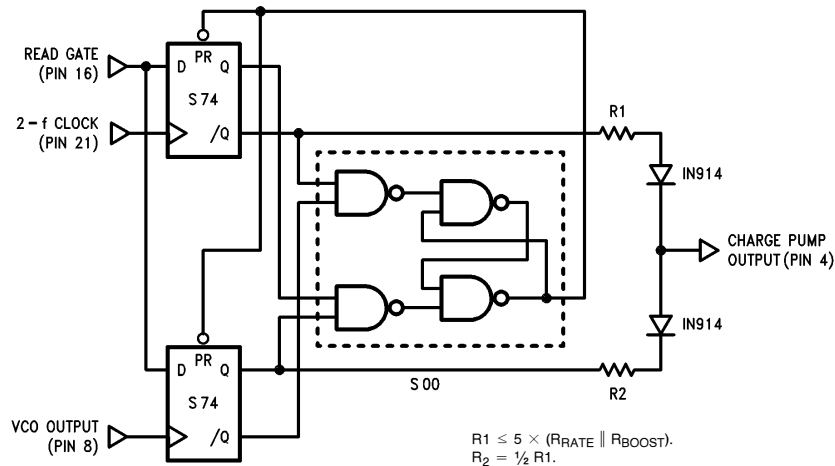 READ GATE
(PIN 16)
2-f CLOCK
(PIN 21)
PR
D
Q
S74
/Q
R1
IN914
CHARGE PUMP
OUTPUT (PIN 4)
IN914
R2
S00
PR
D
Q
S74
/Q
VCO OUTPUT
(PIN 8)
R1 ≤ 5 × (RRATE ∥ RBOOST).
R2 = ½ R1.